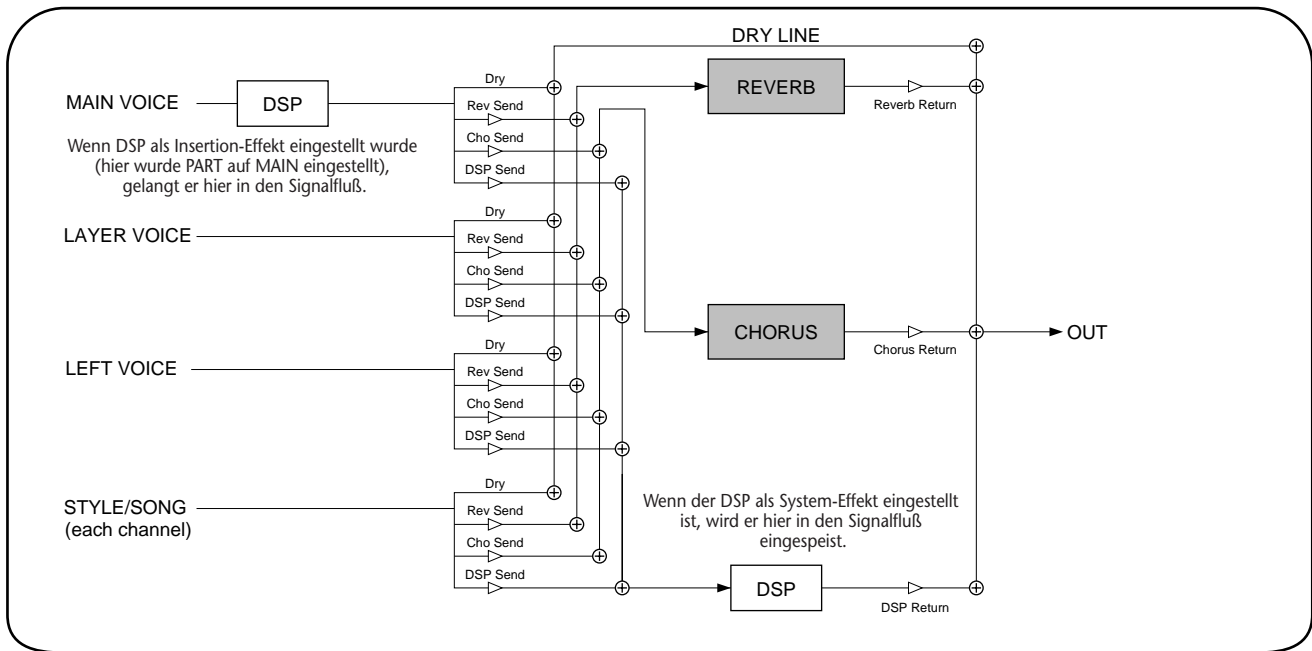 DRY LINE
MAIN VOICE
DSP
Wenn DSP als Insertion-Effekt eingestellt wurde
(hier wurde PART auf MAIN eingestellt),
gelangt er hier in den Signalfluß.
Dry
Rev Send
Cho Send
DSP Send
REVERB
Reverb Return
LAYER VOICE
Dry
Rev Send
Cho Send
DSP Send
CHORUS
Chorus Return
OUT
LEFT VOICE
Dry
Rev Send
Cho Send
DSP Send
STYLE/SONG
(each channel)
Dry
Rev Send
Cho Send
DSP Send
Wenn der DSP als System-Effekt eingestellt
ist, wird er hier in den Signalfluß
eingespeist.
DSP
DSP Return